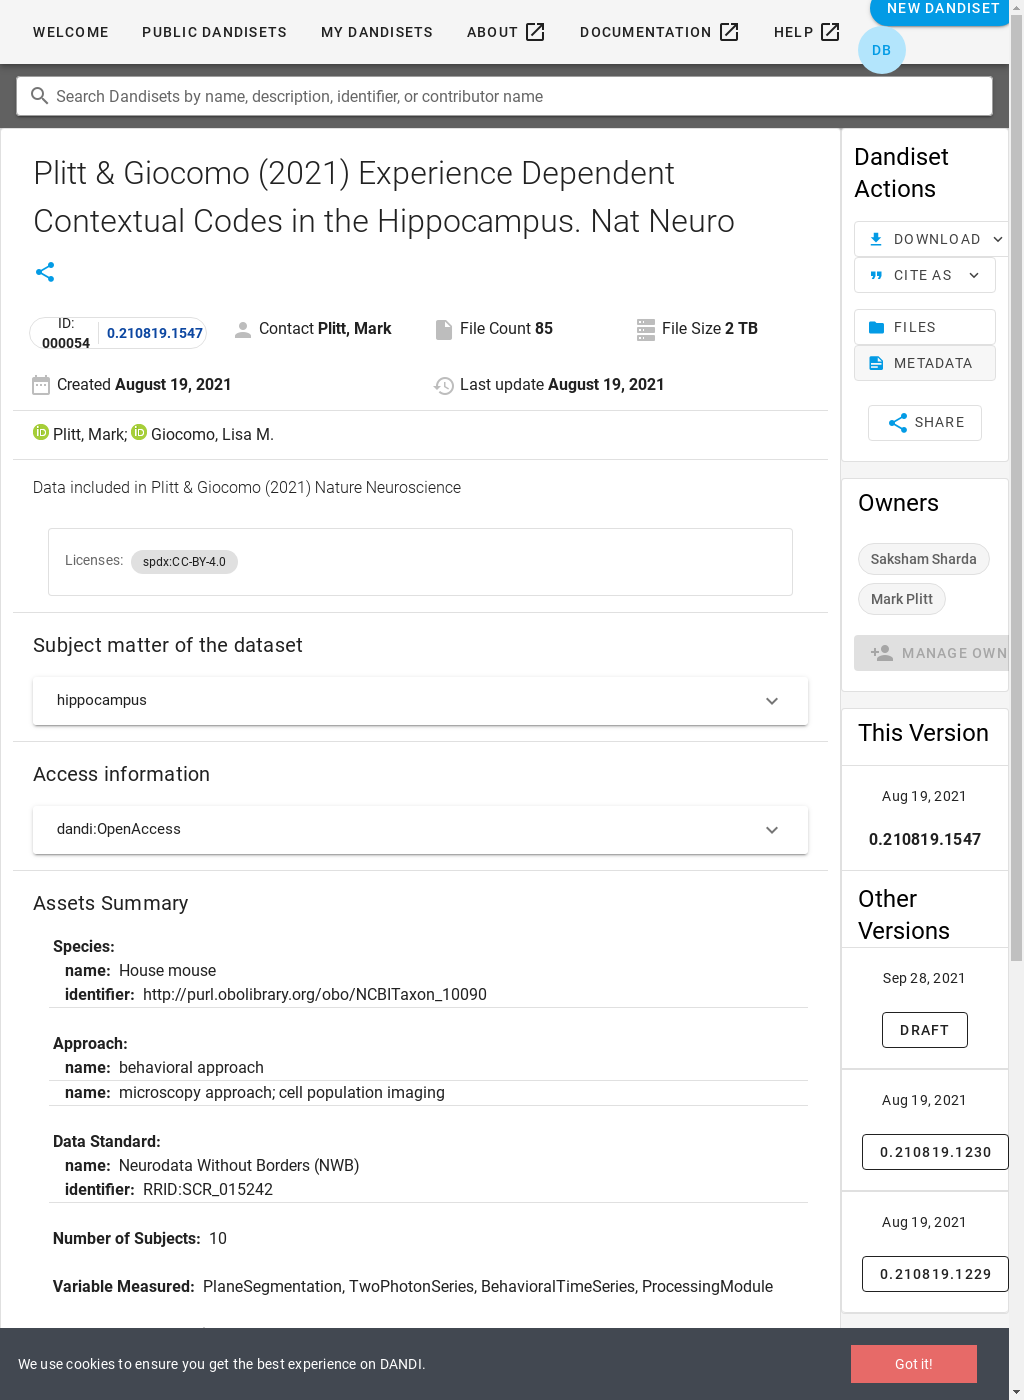 NEW DANDISET
WELCOME PUBLIC DANDISETS MY DANDISETS ABOUT DOCUMENTATION HELP
DB
Search Dandisets by name, description, identifier, or contributor name
Plitt & Giocomo (2021) Experience Dependent
Contextual Codes in the Hippocampus. Nat Neuro
ID:
000054
0.210819.1547
Contact Plitt, Mark
File Count 85
File Size 2 TB
Created August 19, 2021
Last update August 19, 2021
Plitt, Mark; Giocomo, Lisa M.
Data included in Plitt & Giocomo (2021) Nature Neuroscience
Licenses: spdx:CC-BY-4.0
Subject matter of the dataset
hippocampus
Access information
dandi:OpenAccess
Assets Summary
Species:
name: House mouse
identifier: http://purl.obolibrary.org/obo/NCBITaxon_10090
Approach:
name: behavioral approach
name: microscopy approach; cell population imaging
Data Standard:
name: Neurodata Without Borders (NWB)
identifier: RRID:SCR_015242
Number of Subjects: 10
Variable Measured: PlaneSegmentation, TwoPhotonSeries, BehavioralTimeSeries, ProcessingModule
Dandiset
Actions
DOWNLOAD
CITE AS
FILES
METADATA
SHARE
Owners
Saksham Sharda
Mark Plitt
MANAGE OWN
This Version
Aug 19, 2021
0.210819.1547
Other
Versions
Sep 28, 2021
DRAFT
Aug 19, 2021
0.210819.1230
Aug 19, 2021
0.210819.1229
We use cookies to ensure you get the best experience on DANDI.
Got it!